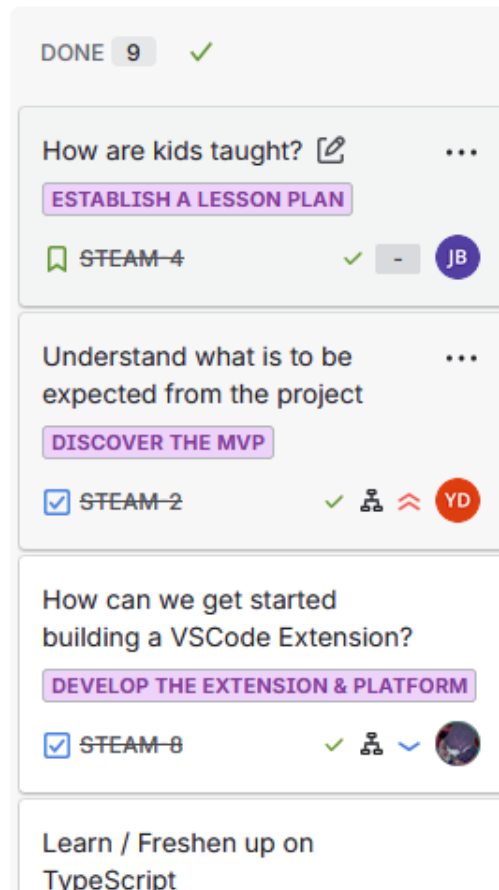 DONE 9
How are kids taught?
ESTABLISH A LESSON PLAN
STEAM-4 - JB
Understand what is to be
expected from the project
DISCOVER THE MVP
STEAM-2 YD
How can we get started
building a VSCode Extension?
DEVELOP THE EXTENSION & PLATFORM
STEAM-8
Learn / Freshen up on
TypeScript